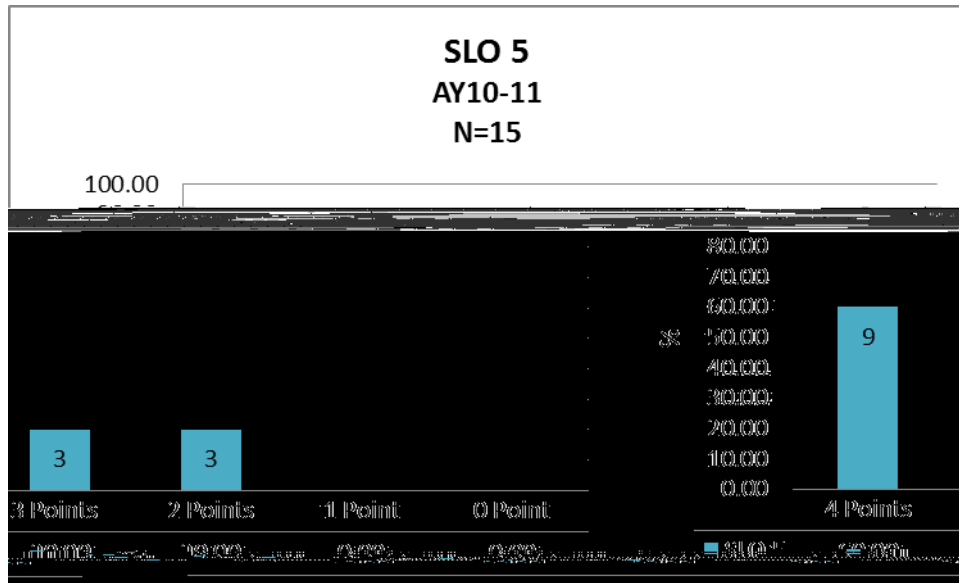 SLO 5
AY10-11
N=15
100.00
80.00
70.00
60.00
%
50.00
40.00
30.00
20.00
10.00
0.00
9
3
3
3 Points
2 Points
1 Point
0 Point
4 Points